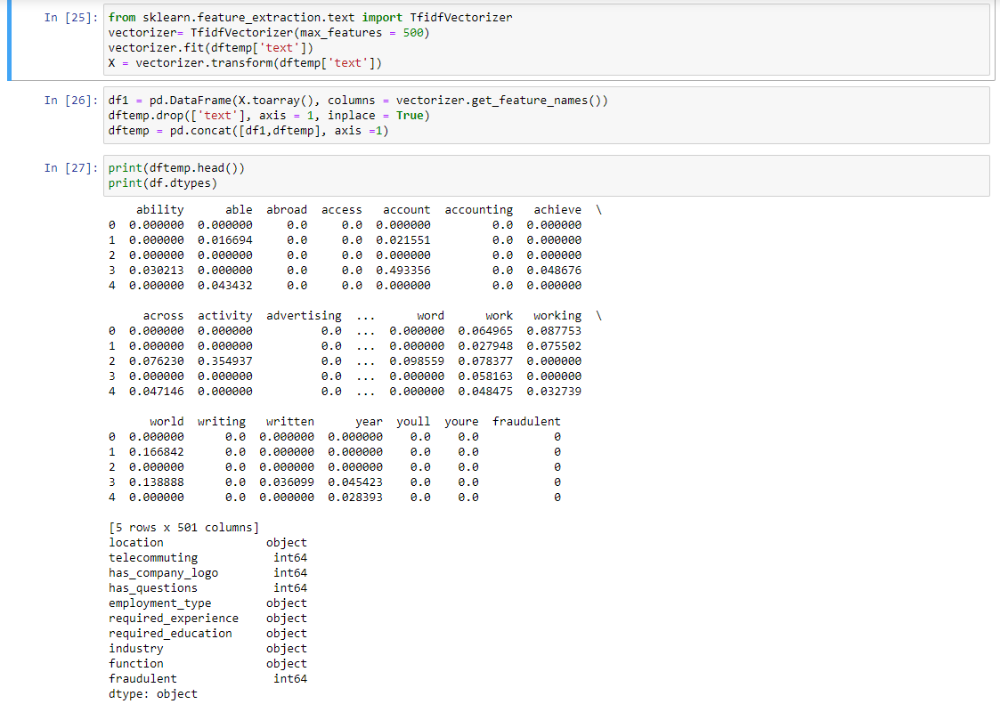 In [25]: from sklearn.feature_extraction.text import TfidfVectorizer
vectorizer= TfidfVectorizer(max_features = 500)
vectorizer.fit(dftemp['text'])
X = vectorizer.transform(dftemp['text'])
In [26]: df1 = pd.DataFrame(X.toarray(), columns = vectorizer.get_feature_names())
dftemp.drop(['text'], axis = 1, inplace = True)
dftemp = pd.concat([df1,dftemp], axis =1)
In [27]: print(dftemp.head())
print(df.dtypes)
ability able abroad access account accounting achieve \
0 0.000000 0.000000 0.0 0.0 0.000000 0.0 0.000000
1 0.000000 0.016694 0.0 0.0 0.021551 0.0 0.000000
2 0.000000 0.000000 0.0 0.0 0.000000 0.0 0.000000
3 0.030213 0.000000 0.0 0.0 0.493356 0.0 0.048676
4 0.000000 0.043432 0.0 0.0 0.000000 0.0 0.000000
across activity advertising ... word work working \
0 0.000000 0.000000 0.0 ... 0.000000 0.064965 0.087753
1 0.000000 0.000000 0.0 ... 0.000000 0.027948 0.075502
2 0.076230 0.354937 0.0 ... 0.098559 0.078377 0.000000
3 0.000000 0.000000 0.0 ... 0.000000 0.058163 0.000000
4 0.047146 0.000000 0.0 ... 0.000000 0.048475 0.032739
world writing written year youll youre fraudulent
0 0.000000 0.0 0.000000 0.000000 0.0 0.0 0
1 0.166842 0.0 0.000000 0.000000 0.0 0.0 0
2 0.000000 0.0 0.000000 0.000000 0.0 0.0 0
3 0.138888 0.0 0.036099 0.045423 0.0 0.0 0
4 0.000000 0.0 0.000000 0.028393 0.0 0.0 0
[5 rows x 501 columns]
location object
telecommuting int64
has_company_logo int64
has_questions int64
employment_type object
required_experience object
required_education object
industry object
function object
fraudulent int64
dtype: object